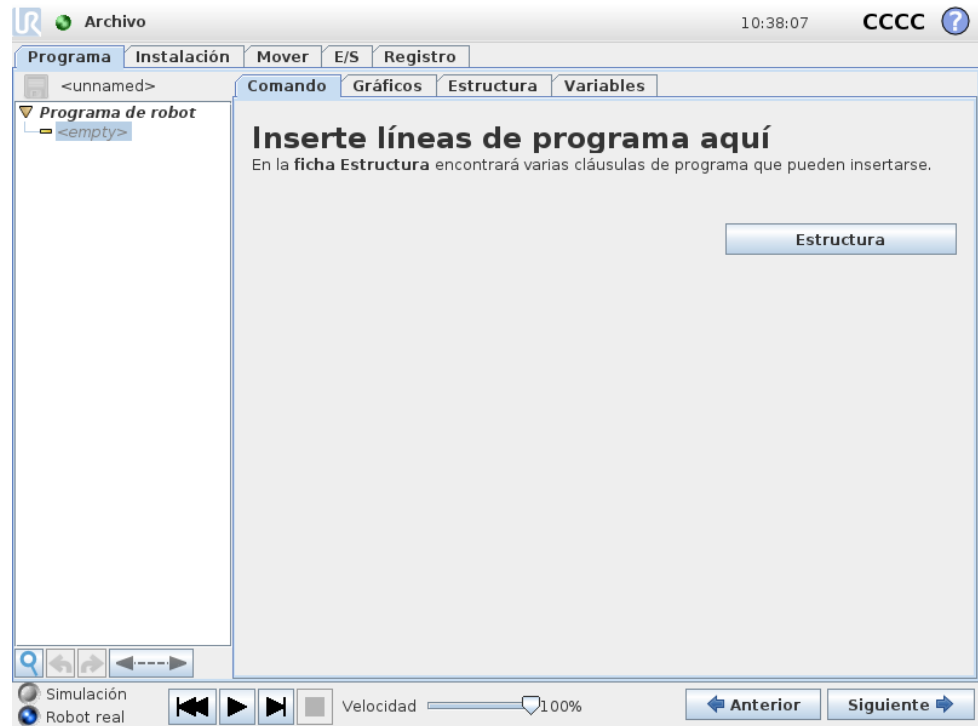 UR Archivo 10:38:07 CCCC ?
Programa Instalación Mover E/S Registro
<unnamed>
Comando Gráficos Estructura Variables
Programa de robot
<empty>
Inserte líneas de programa aquí
En la ficha Estructura encontrará varias cláusulas de programa que pueden insertarse.
Estructura
Simulación
Robot real
Velocidad 100%
Anterior Siguiente